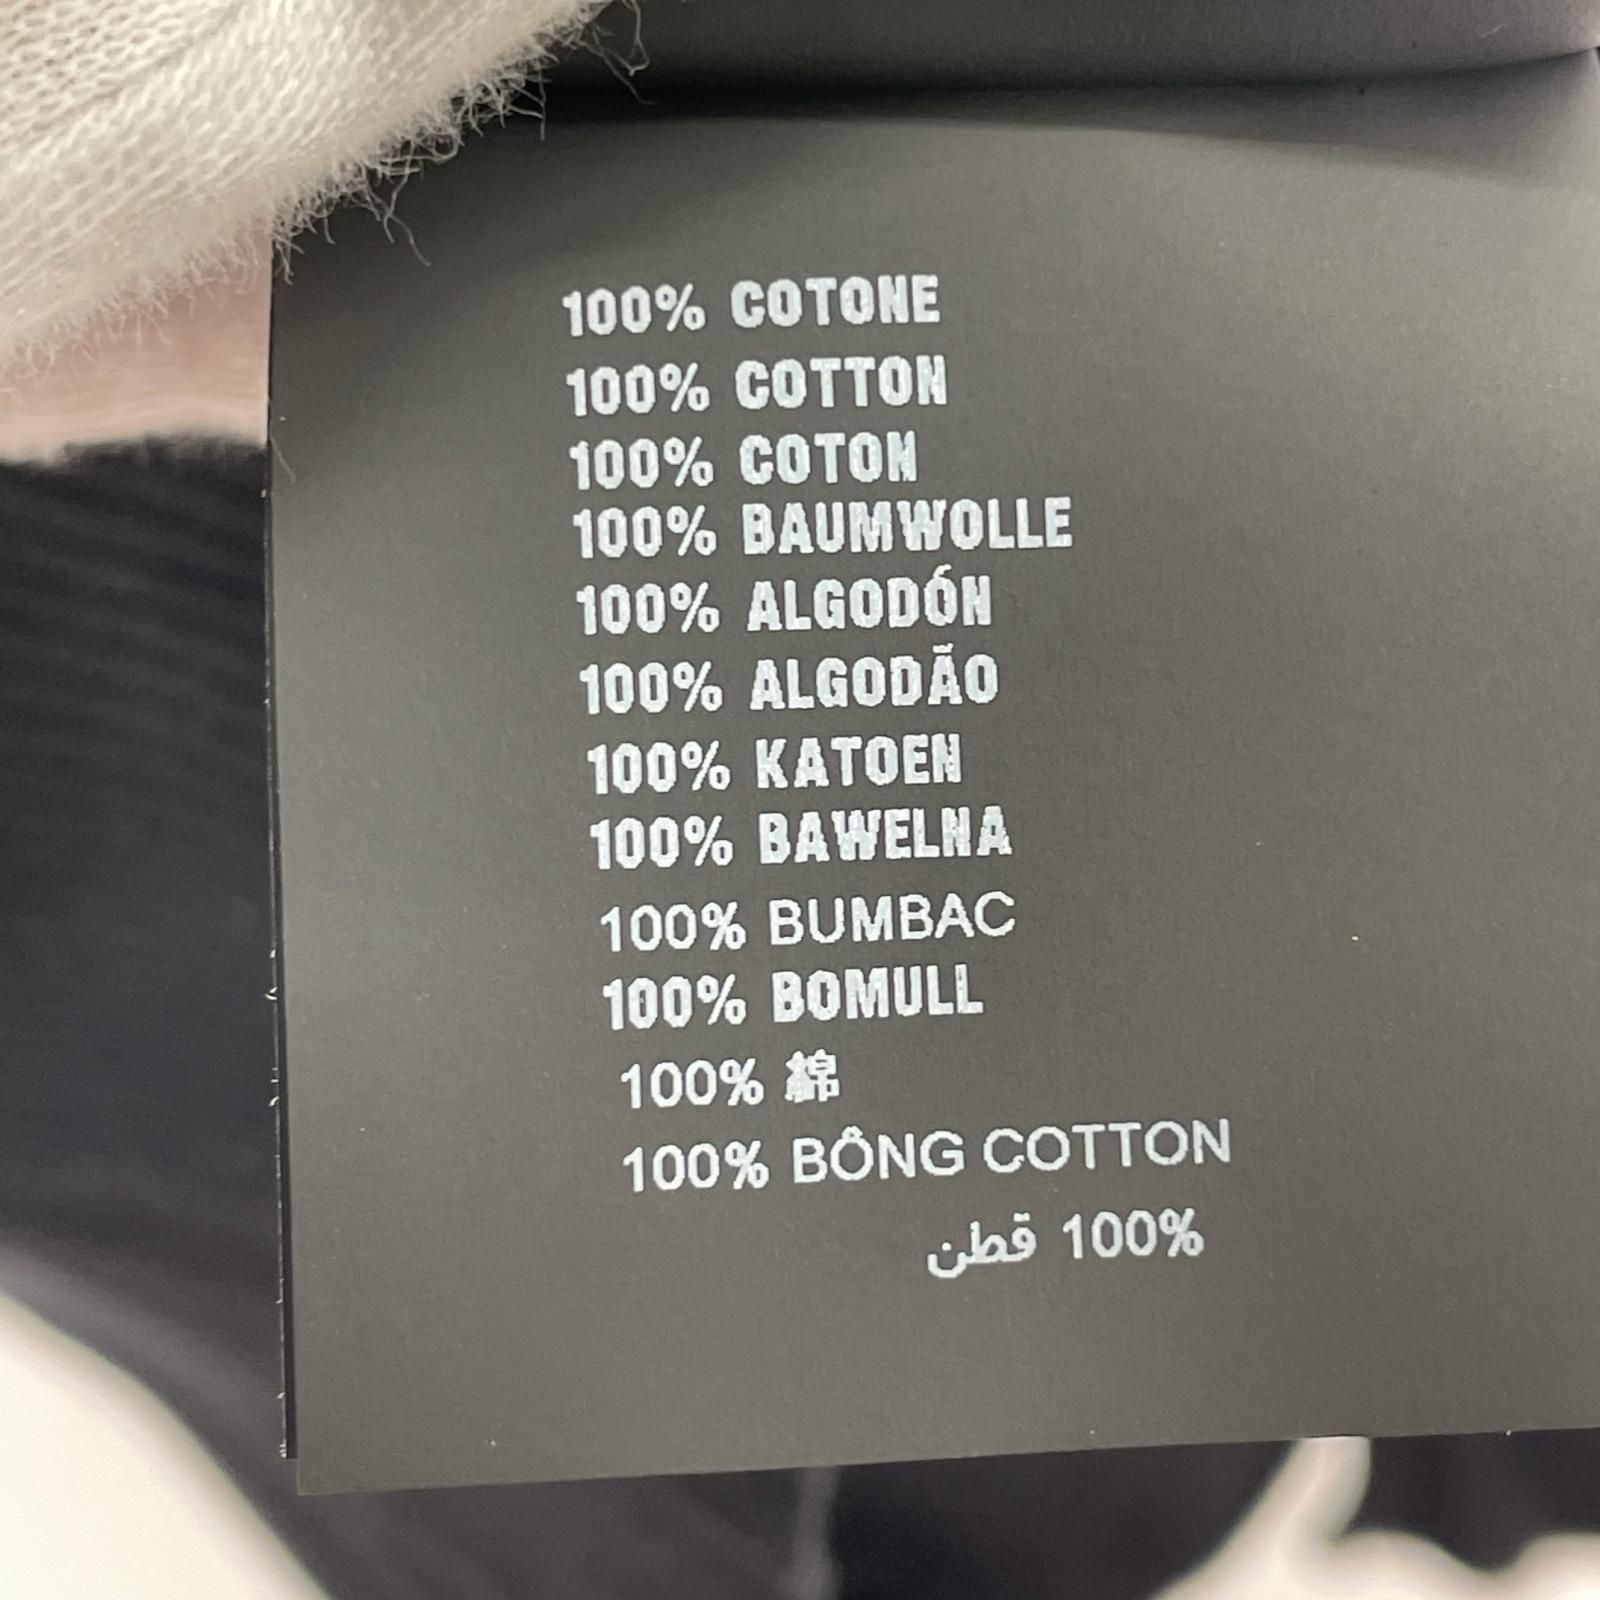 100% COTONE
100% COTTON
100% COTON
100% BAUMWOLLE
100% ALGODÓN
100% ALGODÃO
100% KATOEN
100% BAWELNA
100% BUMBAC
100% BOMULL
100% 綿
100% BÔNG COTTON
100% قطن